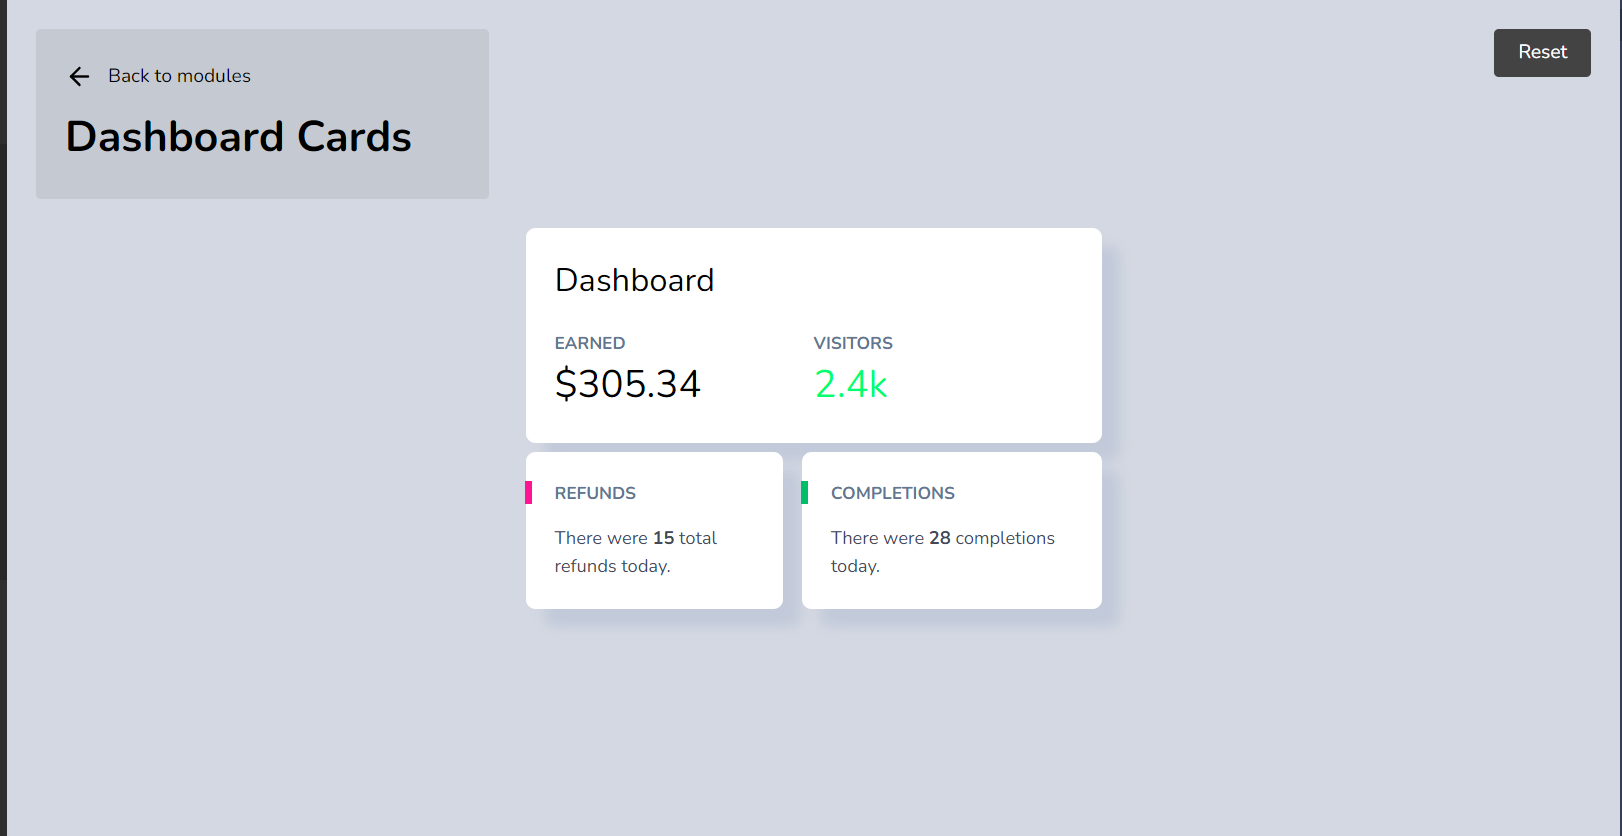 Back to modules
Reset
Dashboard Cards
Dashboard
EARNED
VISITORS
$305.34
2.4k
REFUNDS
There were 15 total
refunds today.
COMPLETIONS
There were 28 completions
today.